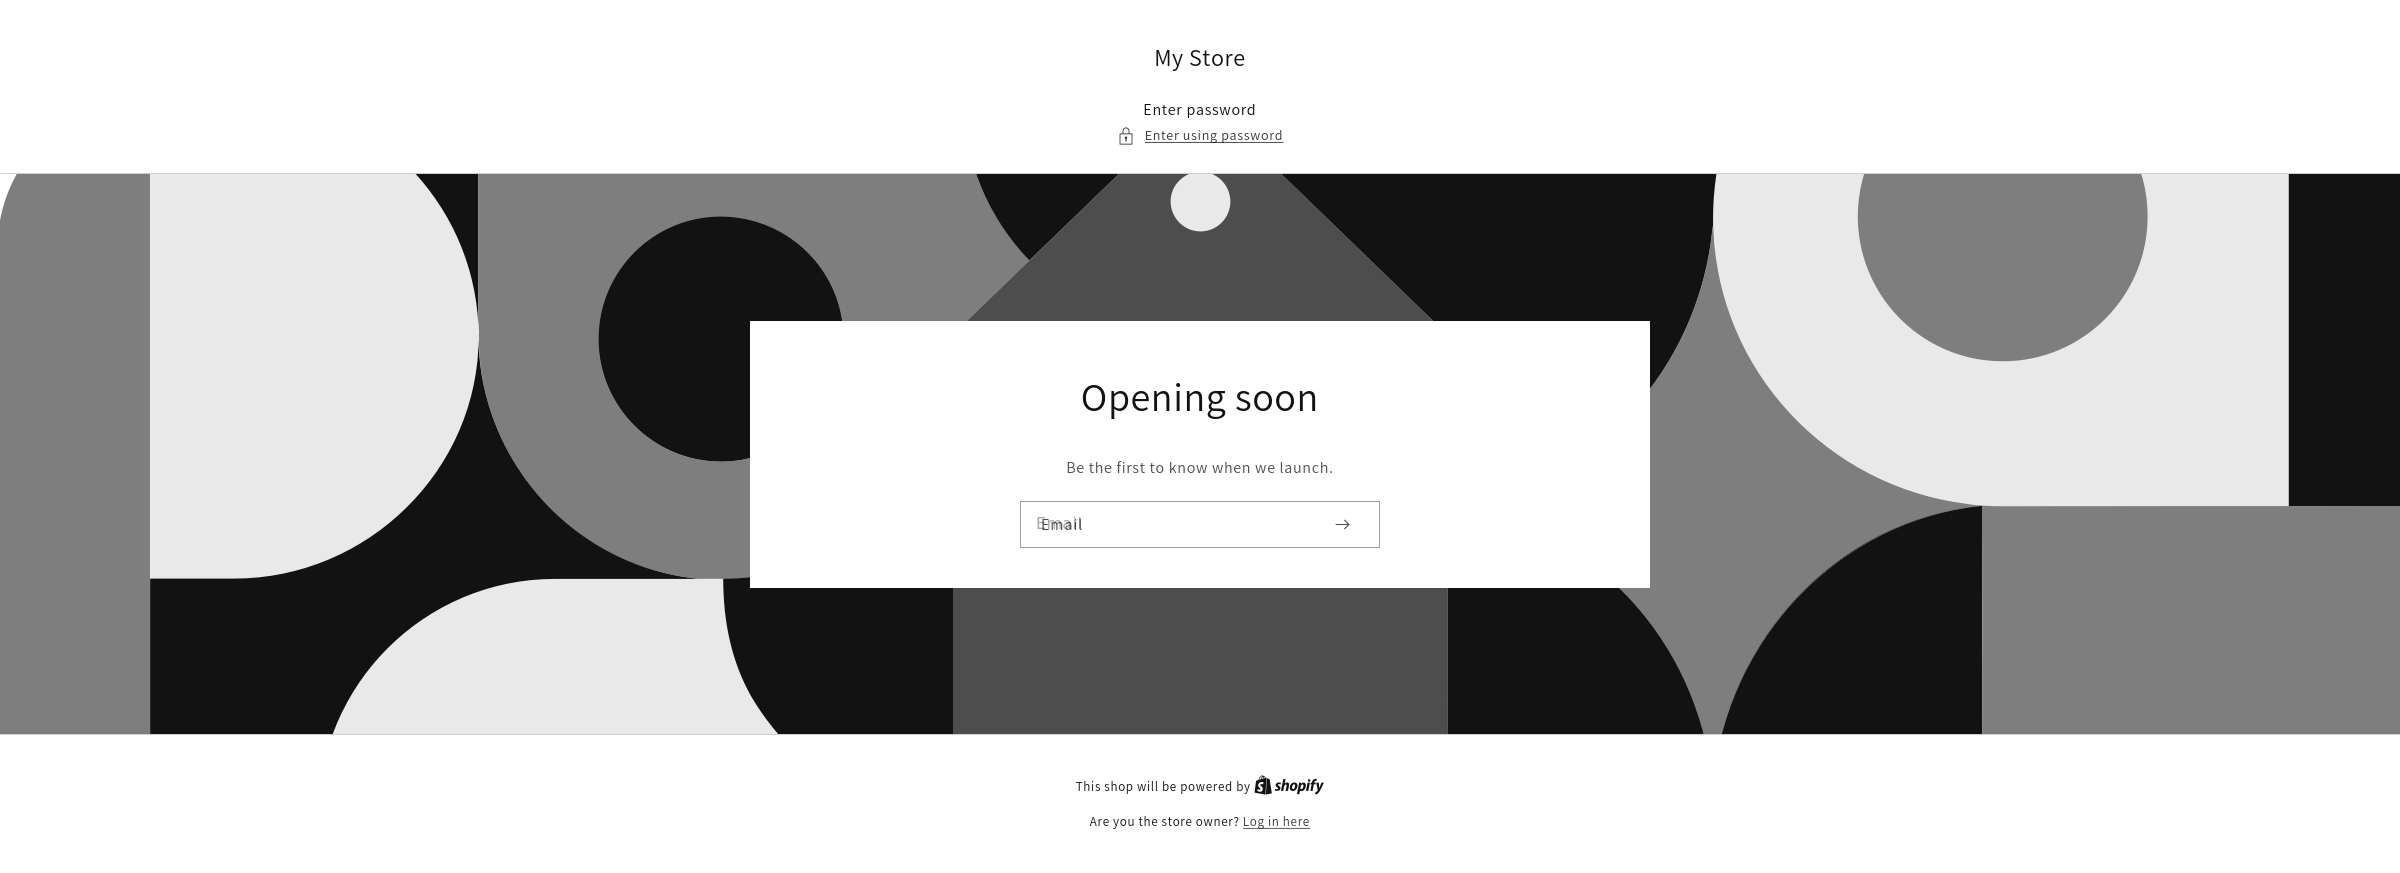 My Store
Enter password
Enter using password
Opening soon
Be the first to know when we launch.
Email
This shop will be powered by shopify
Are you the store owner? Log in here